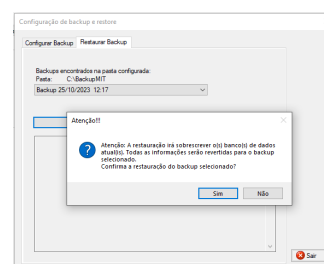 Configuração de backup e restore
Configurar Backup Restaurar Backup
Backups encontrados na pasta configurada:
Pasta: C:\BackupMIT
Backup 25/10/2023 12:17
Atenção!!!
Atenção: A restauração irá sobrescrever o(s) banco(s) de dados
atual(is). Todas as informações serão revertidas para o backup
selecionado.
Confirma a restauração do backup selecionado?
Sim Não
Sair